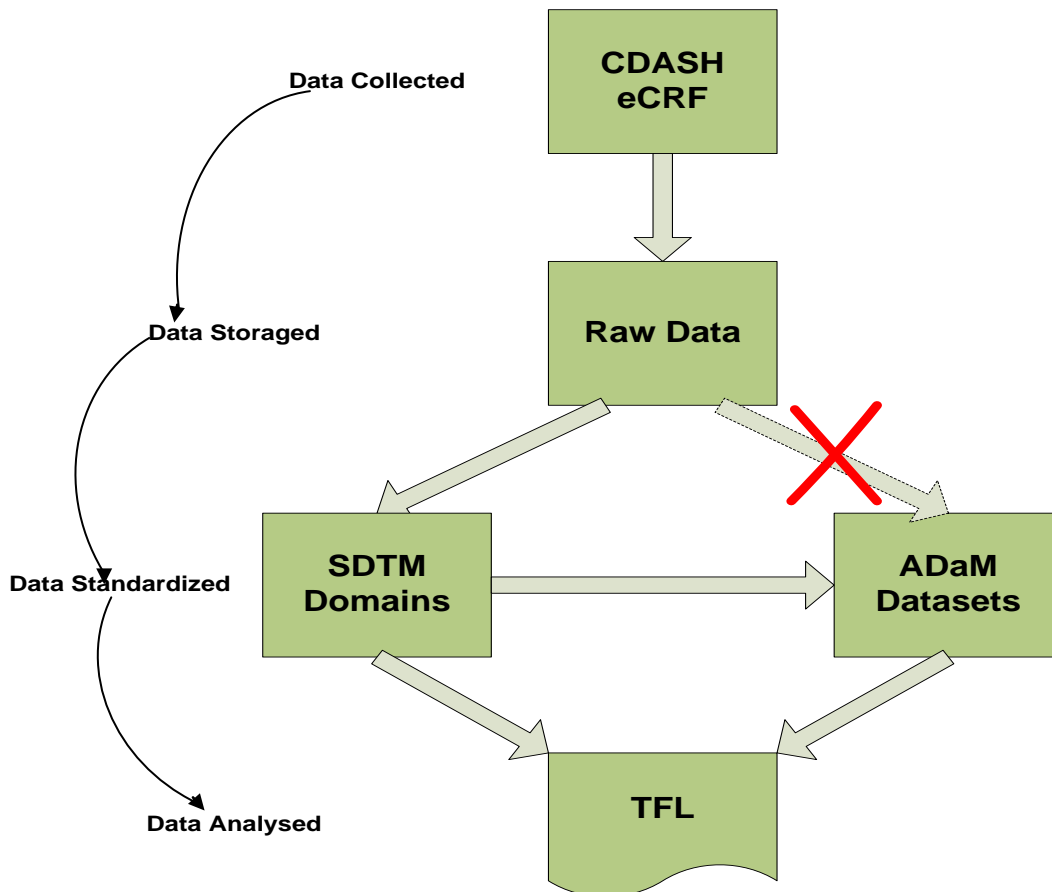 CDASH
eCRF
Data Collected
Raw Data
Data Storaged
SDTM
Domains
ADaM
Datasets
Data Standardized
TFL
Data Analysed